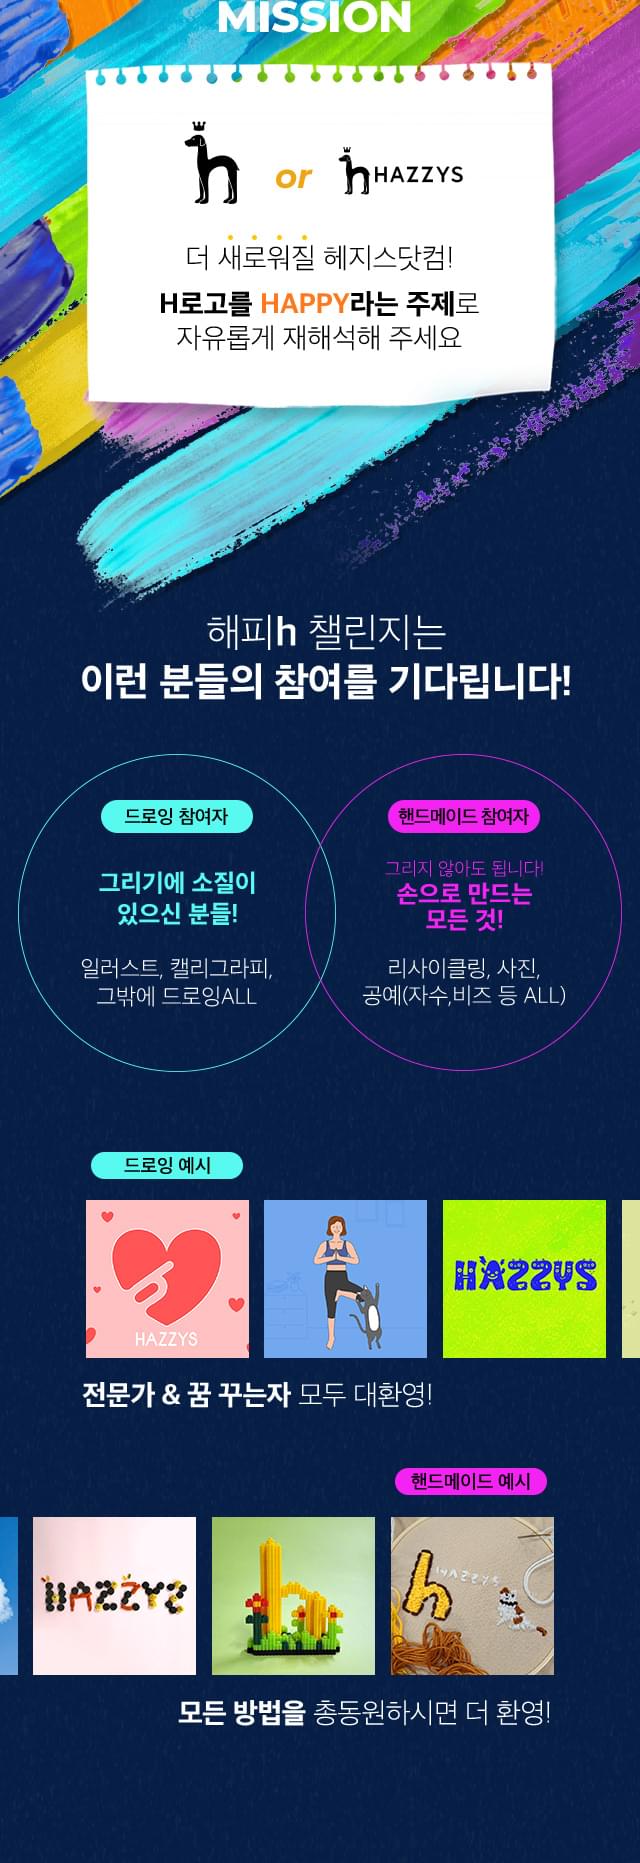 MISSION
h or h HAZZYS
더 새로워질 헤지스닷컴!
H로고를 HAPPY라는 주제로
자유롭게 재해석해 주세요
해피h 챌린지는
이런 분들의 참여를 기다립니다!
드로잉 참여자
그리기에 소질이
있으신 분들!
일러스트, 캘리그라피,
그밖에 드로잉ALL
핸드메이드 참여자
그리지 않아도 됩니다!
손으로 만드는
모든 것!
리사이클링, 사진,
공예(자수,비즈 등 ALL)
드로잉 예시
HAZZYS
HAZZYS
전문가 & 꿈 꾸는자 모두 대환영!
핸드메이드 예시
HAZZYS
h
h HAZZYS
모든 방법을 총동원하시면 더 환영!